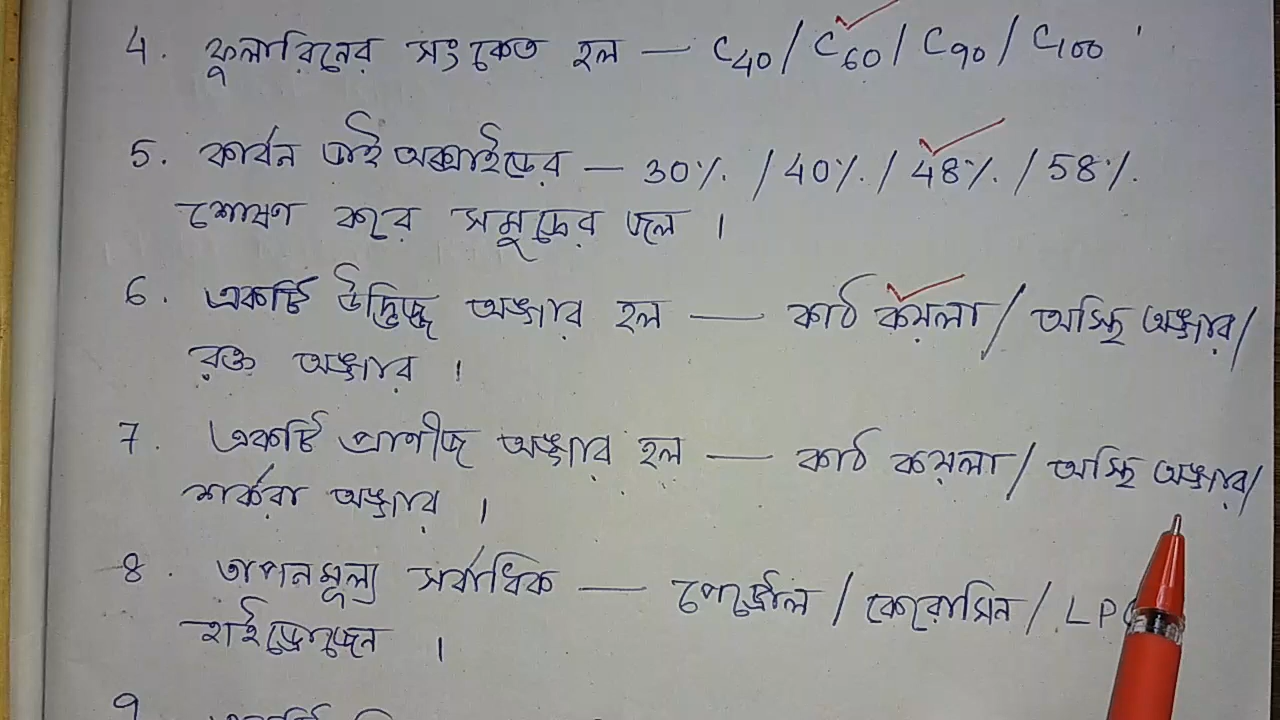 4. ফুলারিনের সংকেত হল — C40 / C60 / C90 / C100
5. কার্বন ডাই অক্সাইডের — 30% / 40% / 48% / 58%
শোষণ করে সমুদ্রের জল ।
6. একটি উদ্ভিজ্জ অঙ্গার হল — কাঠ কয়লা / অস্থি অঙ্গার /
রক্ত অঙ্গার ।
7. একটি প্রাণীজ অঙ্গার হল — কাঠ কয়লা / অস্থি অঙ্গার /
শর্করা অঙ্গার ।
8. তাপনমূল্য সর্বাধিক — পেট্রোল / কেরোসিন / LP
হাইড্রোজেন ।
9